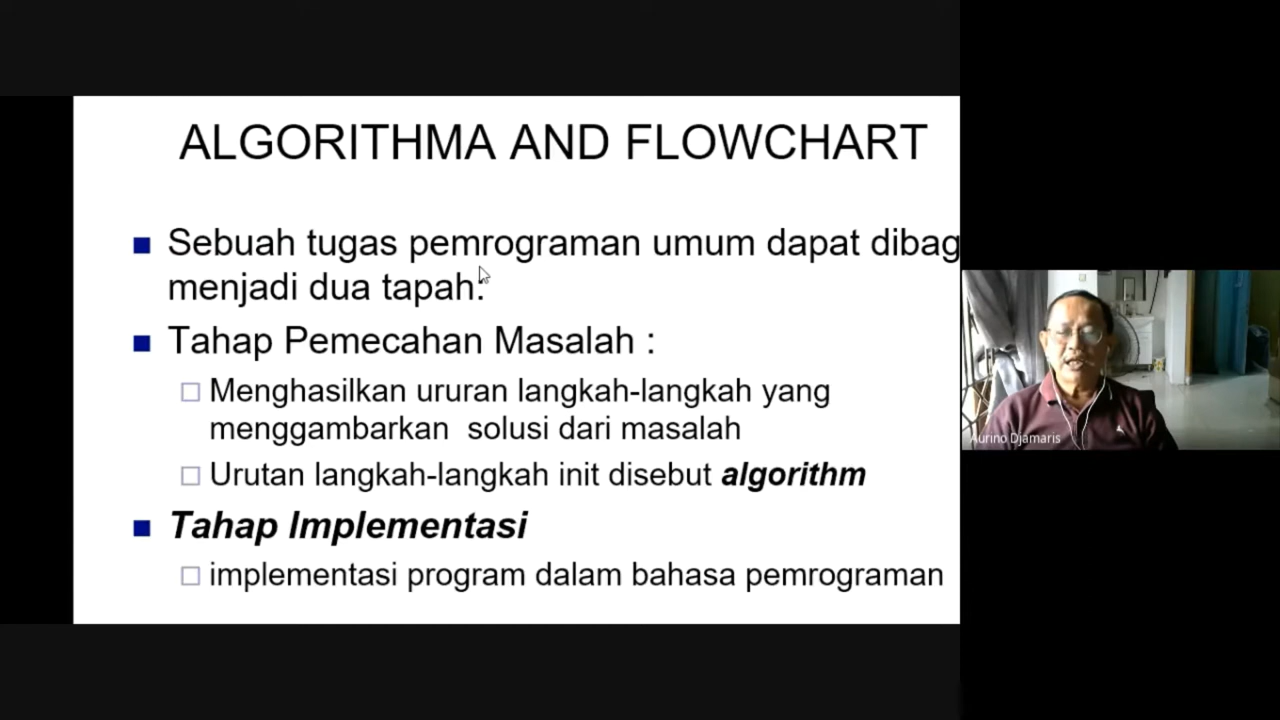 ALGORITHMA AND FLOWCHART
Sebuah tugas pemrograman umum dapat dibag
menjadi dua tapah:
Tahap Pemecahan Masalah :
Menghasilkan ururan langkah-langkah yang
menggambarkan solusi dari masalah
Urutan langkah-langkah init disebut algorithm
Tahap Implementasi
implementasi program dalam bahasa pemrograman
Aurino Djamaris